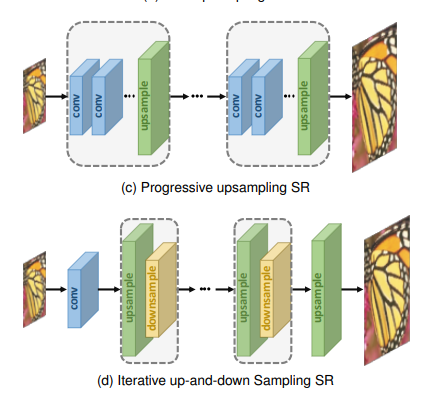 conv
conv
...
upsample
...
conv
conv
...
upsample
(c) Progressive upsampling SR
conv
upsample
downsample
...
upsample
downsample
upsample
(d) Iterative up-and-down Sampling SR